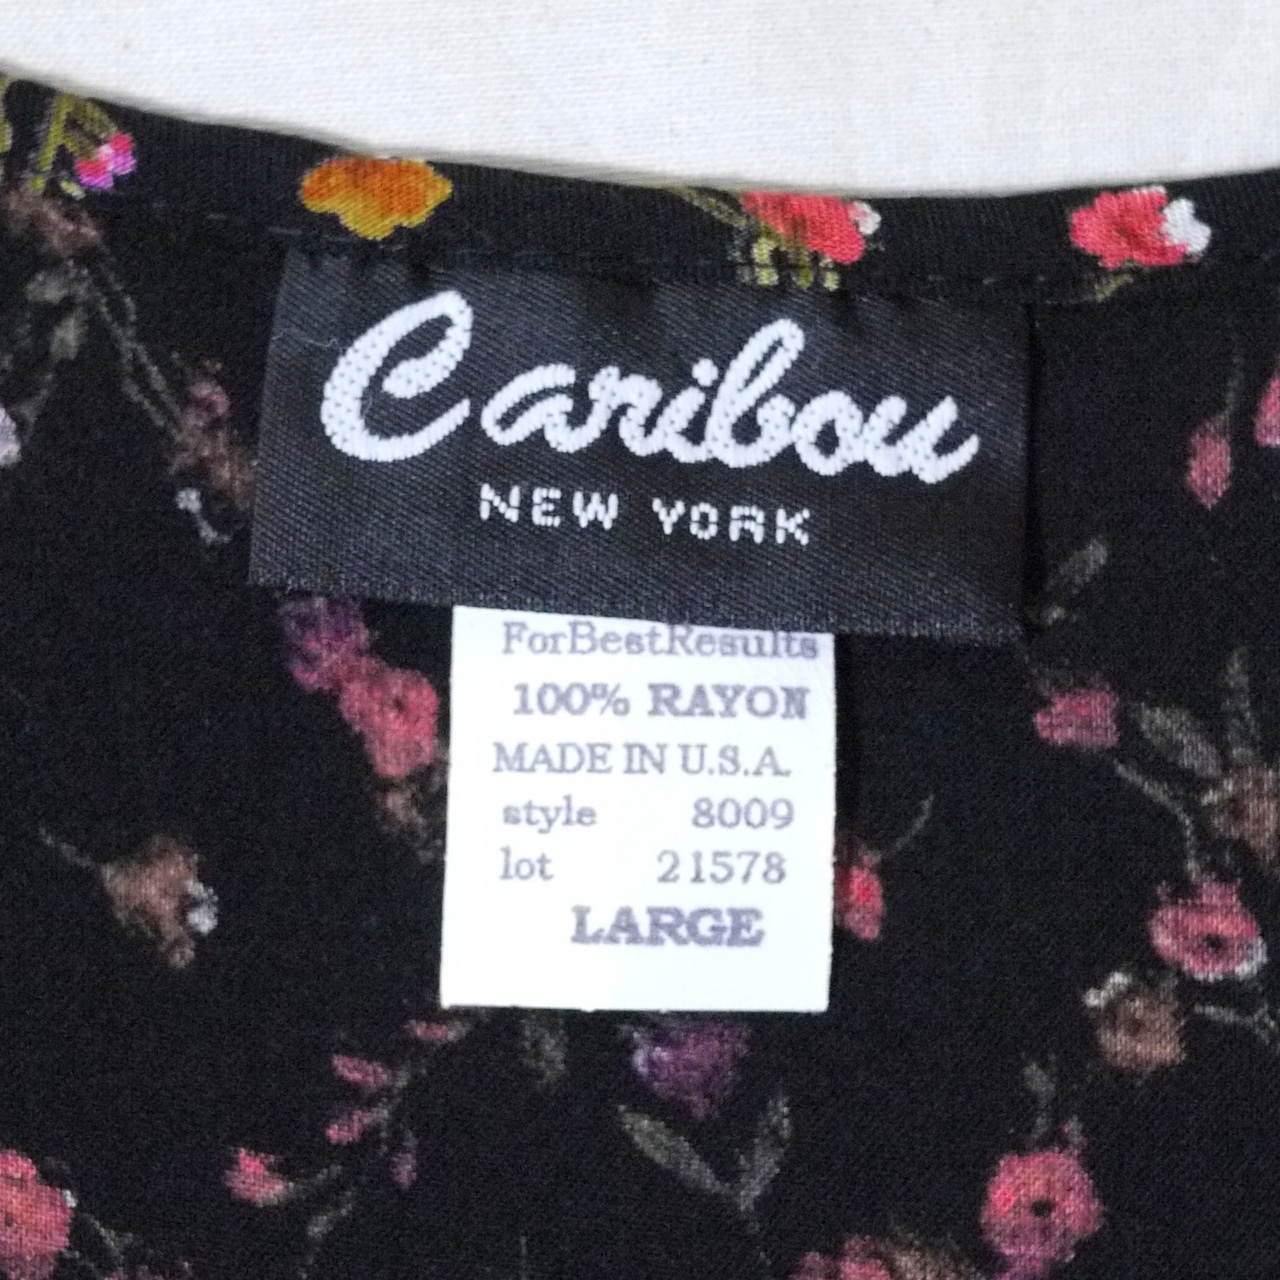 Caribou
NEW YORK
ForBestResults
100% RAYON
MADE IN U.S.A.
style 8009
lot 21578
LARGE